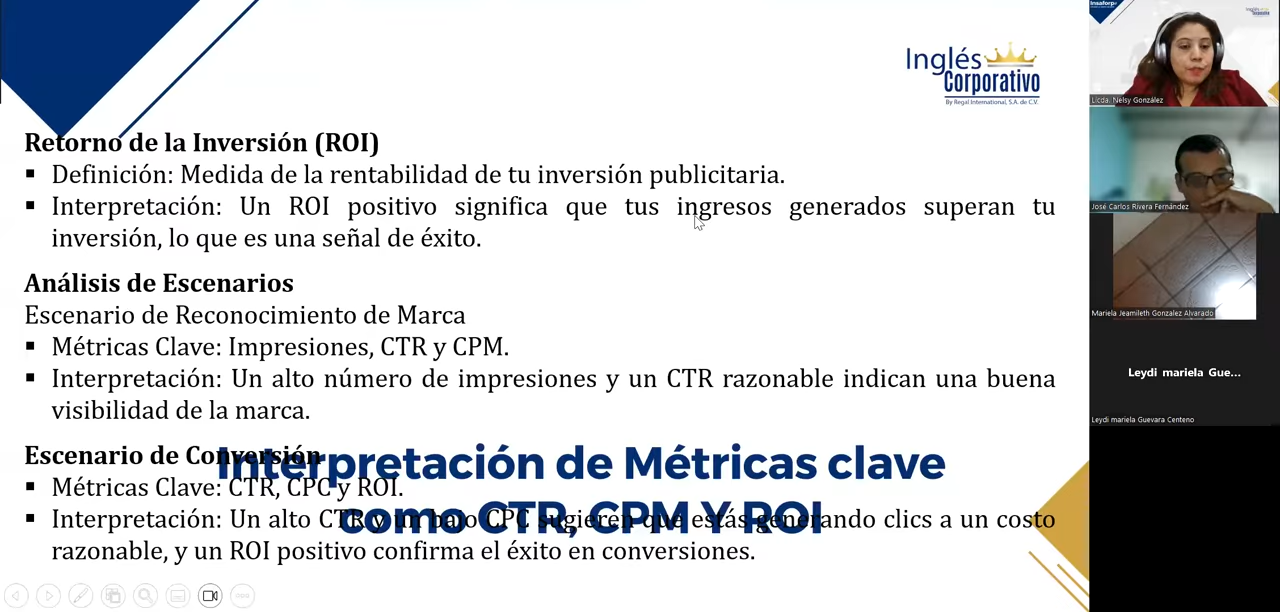 Inglés
Corporativo
By Regal International, S.A. de C.V.
Retorno de la Inversión (ROI)
▪ Definición: Medida de la rentabilidad de tu inversión publicitaria.
▪ Interpretación: Un ROI positivo significa que tus ingresos generados superan tu
inversión, lo que es una señal de éxito.
Análisis de Escenarios
Escenario de Reconocimiento de Marca
▪ Métricas Clave: Impresiones, CTR y CPM.
▪ Interpretación: Un alto número de impresiones y un CTR razonable indican una buena
visibilidad de la marca.
Escenario de Conversión
▪ Métricas Clave: CTR, CPC y ROI.
▪ Interpretación: Un alto CTR y un bajo CPC sugieren que estás generando clics a un costo
razonable, y un ROI positivo confirma el éxito en conversiones.
Interpretación de Métricas clave
como CTR, CPM Y ROI
Insaforp
Licda. Nelsy González
José Carlos Rivera Fernández
Mariela Jeamileth Gonzalez Alvarado
Leydi mariela Gue...
Leydi mariela Guevara Centeno